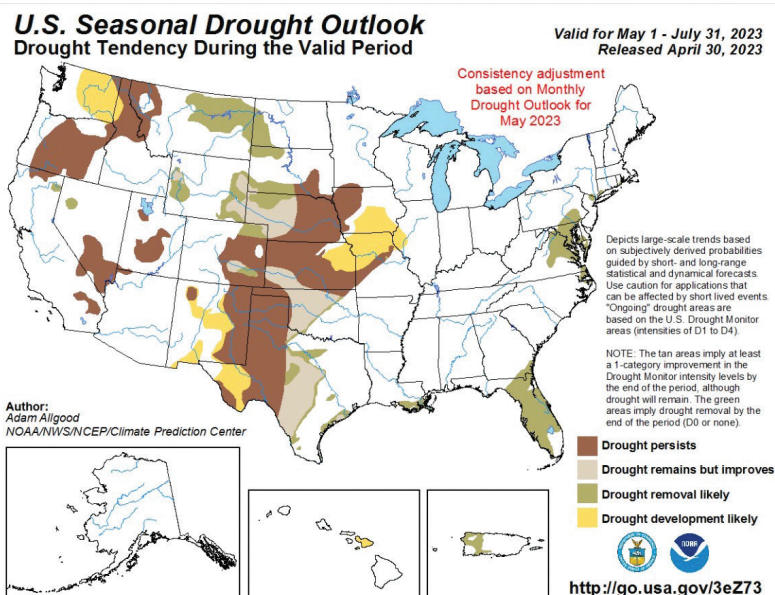 U.S. Seasonal Drought Outlook
Drought Tendency During the Valid Period
Valid for May 1 - July 31, 2023
Released April 30, 2023
Consistency adjustment
based on Monthly
Drought Outlook for
May 2023
Depicts large-scale trends based
on subjectively derived probabilities
guided by short- and long-range
statistical and dynamical forecasts.
Use caution for applications that
can be affected by short lived events.
"Ongoing" drought areas are
based on the U.S. Drought Monitor
areas (intensities of D1 to D4).
NOTE: The tan areas imply at least
a 1-category improvement in the
Drought Monitor intensity levels by
the end of the period, although
drought will remain. The green
areas imply drought removal by the
end of the period (D0 or none).
Author:
Adam Allgood
NOAA/NWS/NCEP/Climate Prediction Center
Drought persists
Drought remains but improves
Drought removal likely
Drought development likely
NOAA
http://go.usa.gov/3eZ73